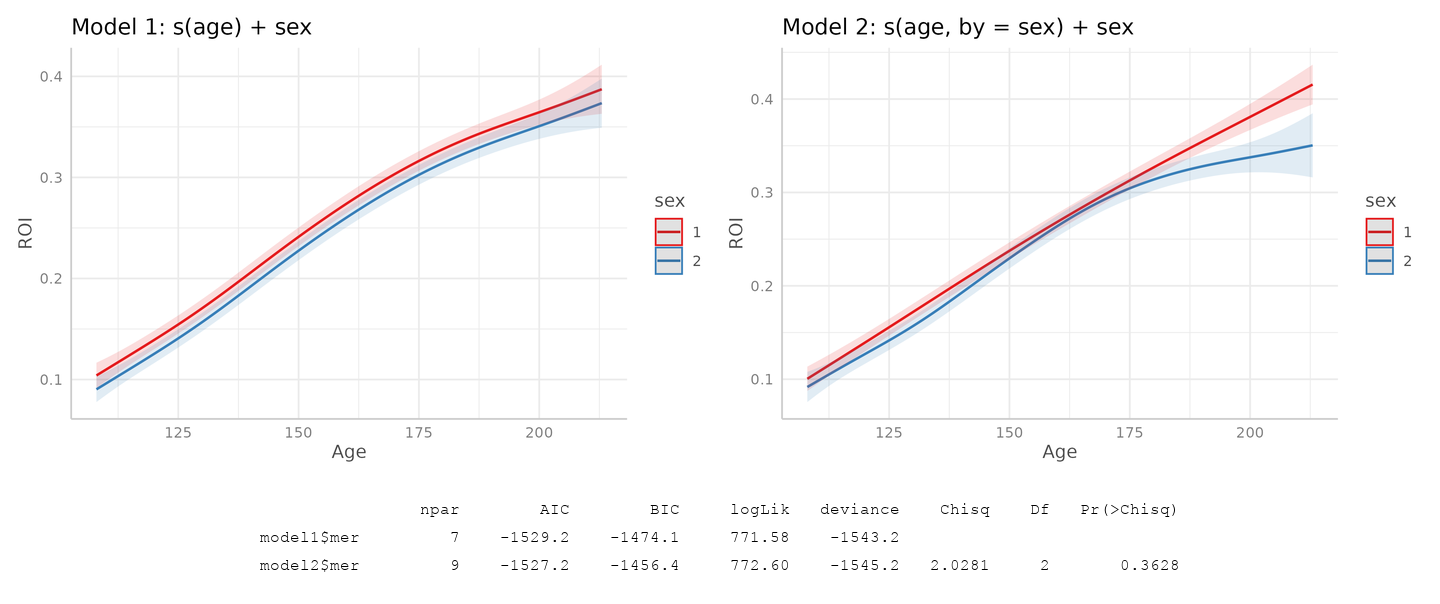 Model 1: s(age) + sex
0.4
0.3
0.2
0.1
ROI
125 150 175 200
Age
sex
1
2
Model 2: s(age, by = sex) + sex
0.4
0.3
0.2
0.1
ROI
125 150 175 200
Age
sex
1
2
npar AIC BIC logLik deviance Chisq Df Pr(>Chisq)
model1$mer 7 -1529.2 -1474.1 771.58 -1543.2
model2$mer 9 -1527.2 -1456.4 772.60 -1545.2 2.0281 2 0.3628